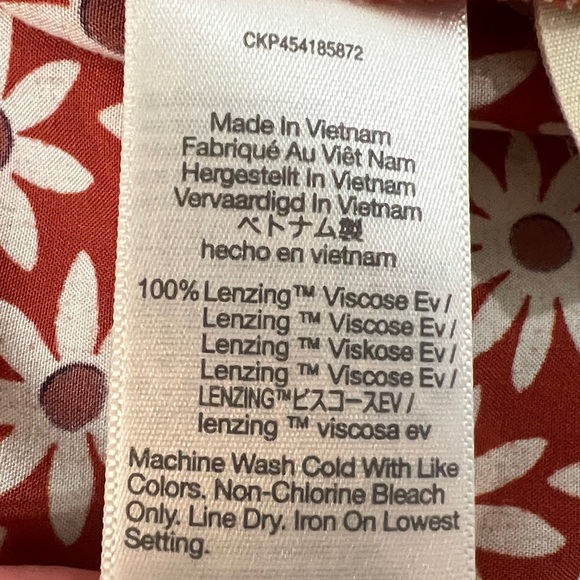 CKP454185872
Made In Vietnam
Fabriqué Au Viêt Nam
Hergestellt In Vietnam
Vervaardigd In Vietnam
ベトナム製
hecho en vietnam
100% Lenzing™ Viscose Ev /
Lenzing ™ Viscose Ev /
Lenzing ™ Viskose Ev /
Lenzing ™ Viscose Ev /
LENZING™ビスコースEV /
lenzing ™ viscosa ev
Machine Wash Cold With Like
Colors. Non-Chlorine Bleach
Only. Line Dry. Iron On Lowest
Setting.